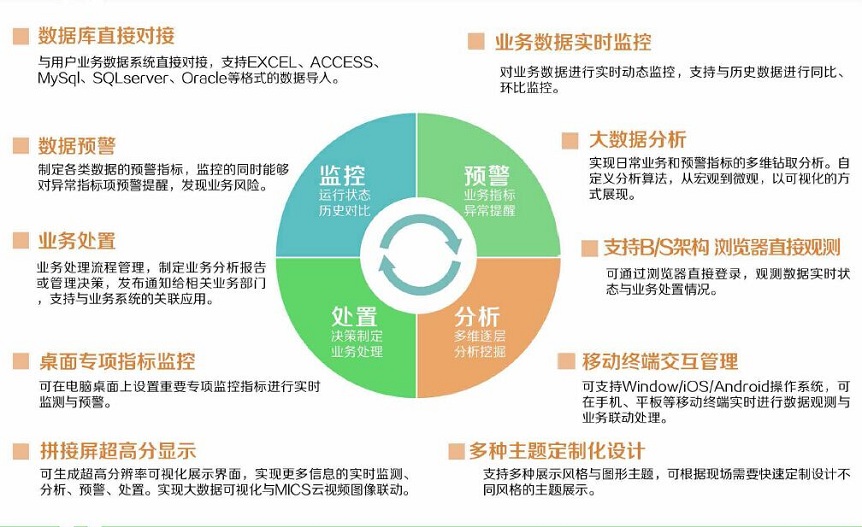 数据库直接对接
与用户业务数据系统直接对接，支持EXCEL、ACCESS、
MySql、SQLserver、Oracle等格式的数据导入。
数据预警
制定各类数据的预警指标，监控的同时能够
对异常指标项预警提醒，发现业务风险。
业务处置
业务处理流程管理，制定业务分析报告
或管理决策，发布通知给相关业务部门
，支持与业务系统的关联应用。
桌面专项指标监控
可在电脑桌面上设置重要专项监控指标进行实时
监测与预警。
拼接屏超高分显示
可生成超高分辨率可视化展示界面，实现更多信息的实时监测、
分析、预警、处置。实现大数据可视化与MICS云视频图像联动。
监控
运行状态
历史对比
预警
业务指标
异常提醒
处置
决策制定
业务处理
分析
多维逐层
分析挖掘
业务数据实时监控
对业务数据进行实时动态监控，支持与历史数据进行同比、
环比监控。
大数据分析
实现日常业务和预警指标的多维钻取分析。自
定义分析算法，从宏观到微观，以可视化的方
式展现。
支持B/S架构 浏览器直接观测
可通过浏览器直接登录，观测数据实时状
态与业务处置情况。
移动终端交互管理
可支持Window/iOS/Android操作系统，可
在手机、平板等移动终端实时进行数据观测与
业务联动处理。
多种主题定制化设计
支持多种展示风格与图形主题，可根据现场需要快速定制设计不
同风格的主题展示。